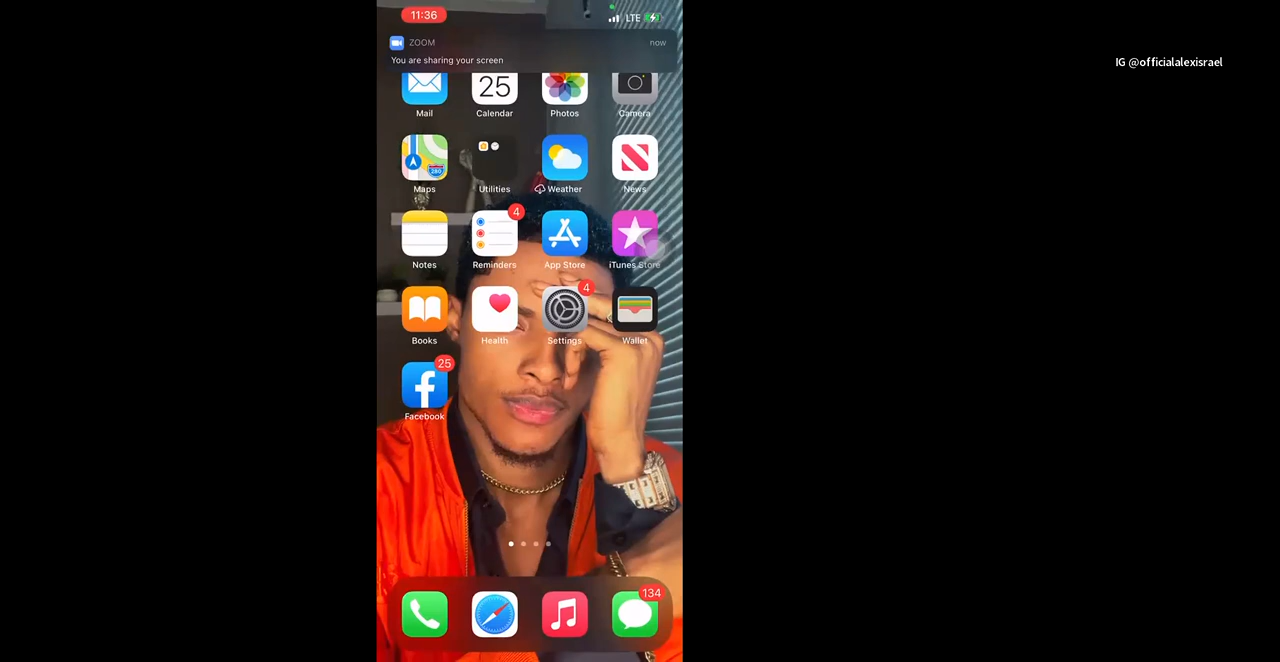 11:36
LTE
IG @officialalexisrael
ZOOM
now
You are sharing your screen
25
Mail
Calendar
Photos
Camera
280
Maps
Utilities
Weather
News
4
Notes
Reminders
App Store
iTunes Store
4
Books
Health
Settings
Wallet
25
Facebook
134